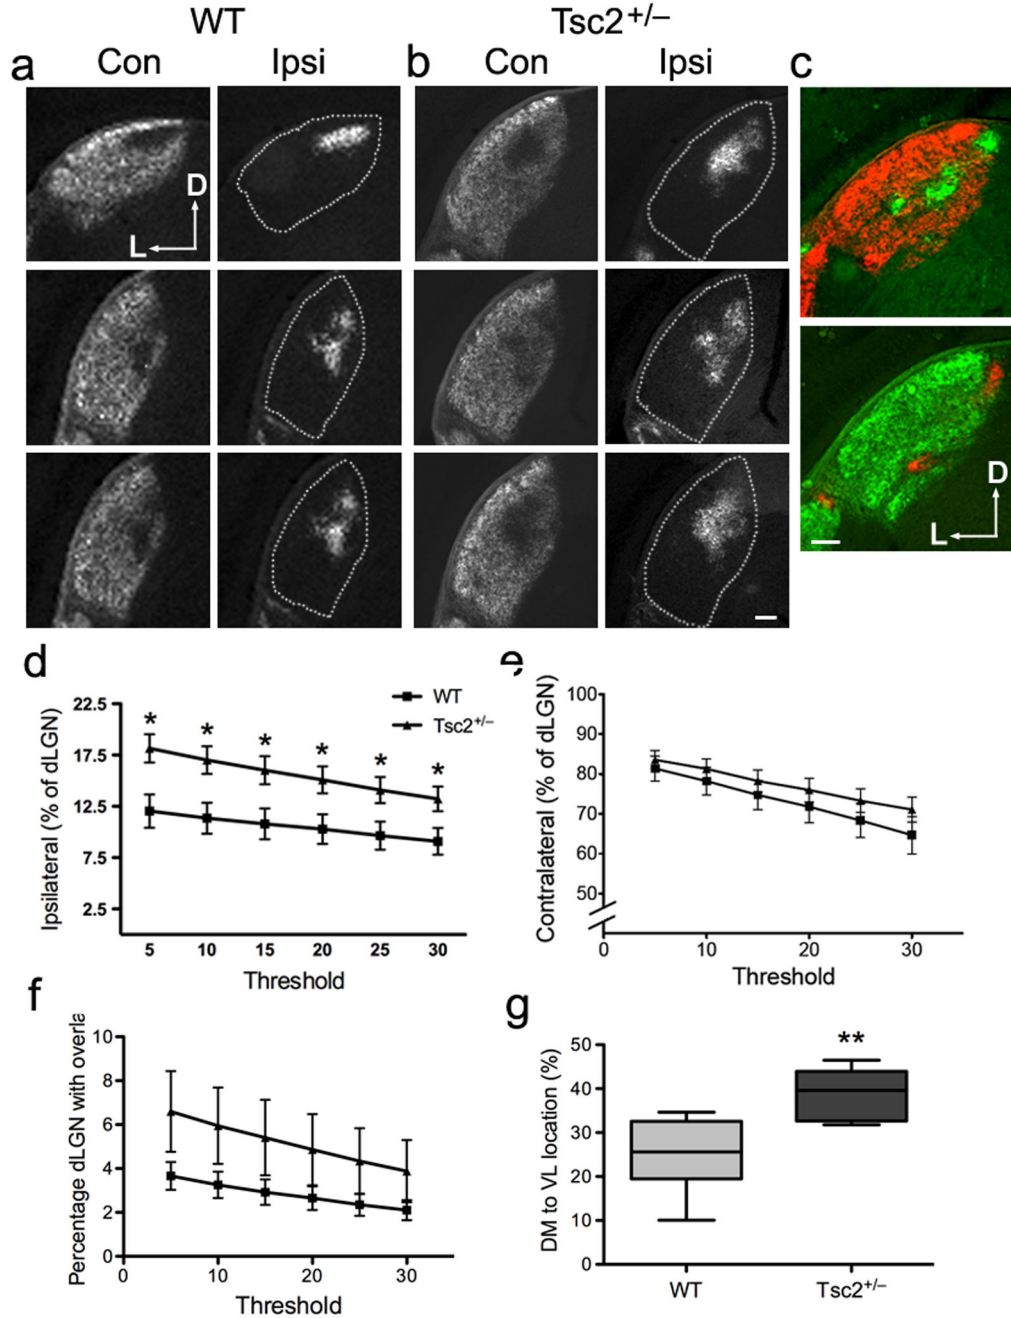 WT Tsc2+/–
a Con Ipsi b Con Ipsi c
D
L
D
L
d
Ipsilateral (% of dLGN)
22.5
17.5
12.5
7.5
2.5
* * * * * *
WT
Tsc2+/–
5 10 15 20 25 30
Threshold
e
Contralateral (% of dLGN)
100
90
80
70
60
50
0 10 20 30
Threshold
f
Percentage dLGN with overla
10
8
6
4
2
0
0 10 20 30
Threshold
g
DM to VL location (%)
50
40
30
20
10
0
**
WT Tsc2+/–